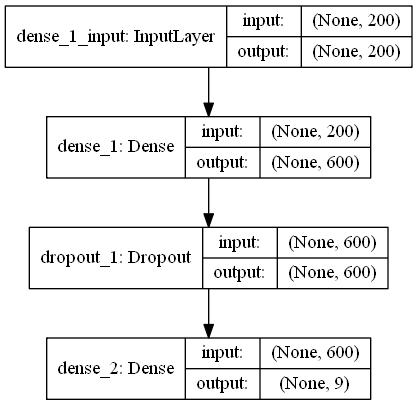 dense_1_input: InputLayer input: (None, 200)
output: (None, 200)
dense_1: Dense input: (None, 200)
output: (None, 600)
dropout_1: Dropout input: (None, 600)
output: (None, 600)
dense_2: Dense input: (None, 600)
output: (None, 9)